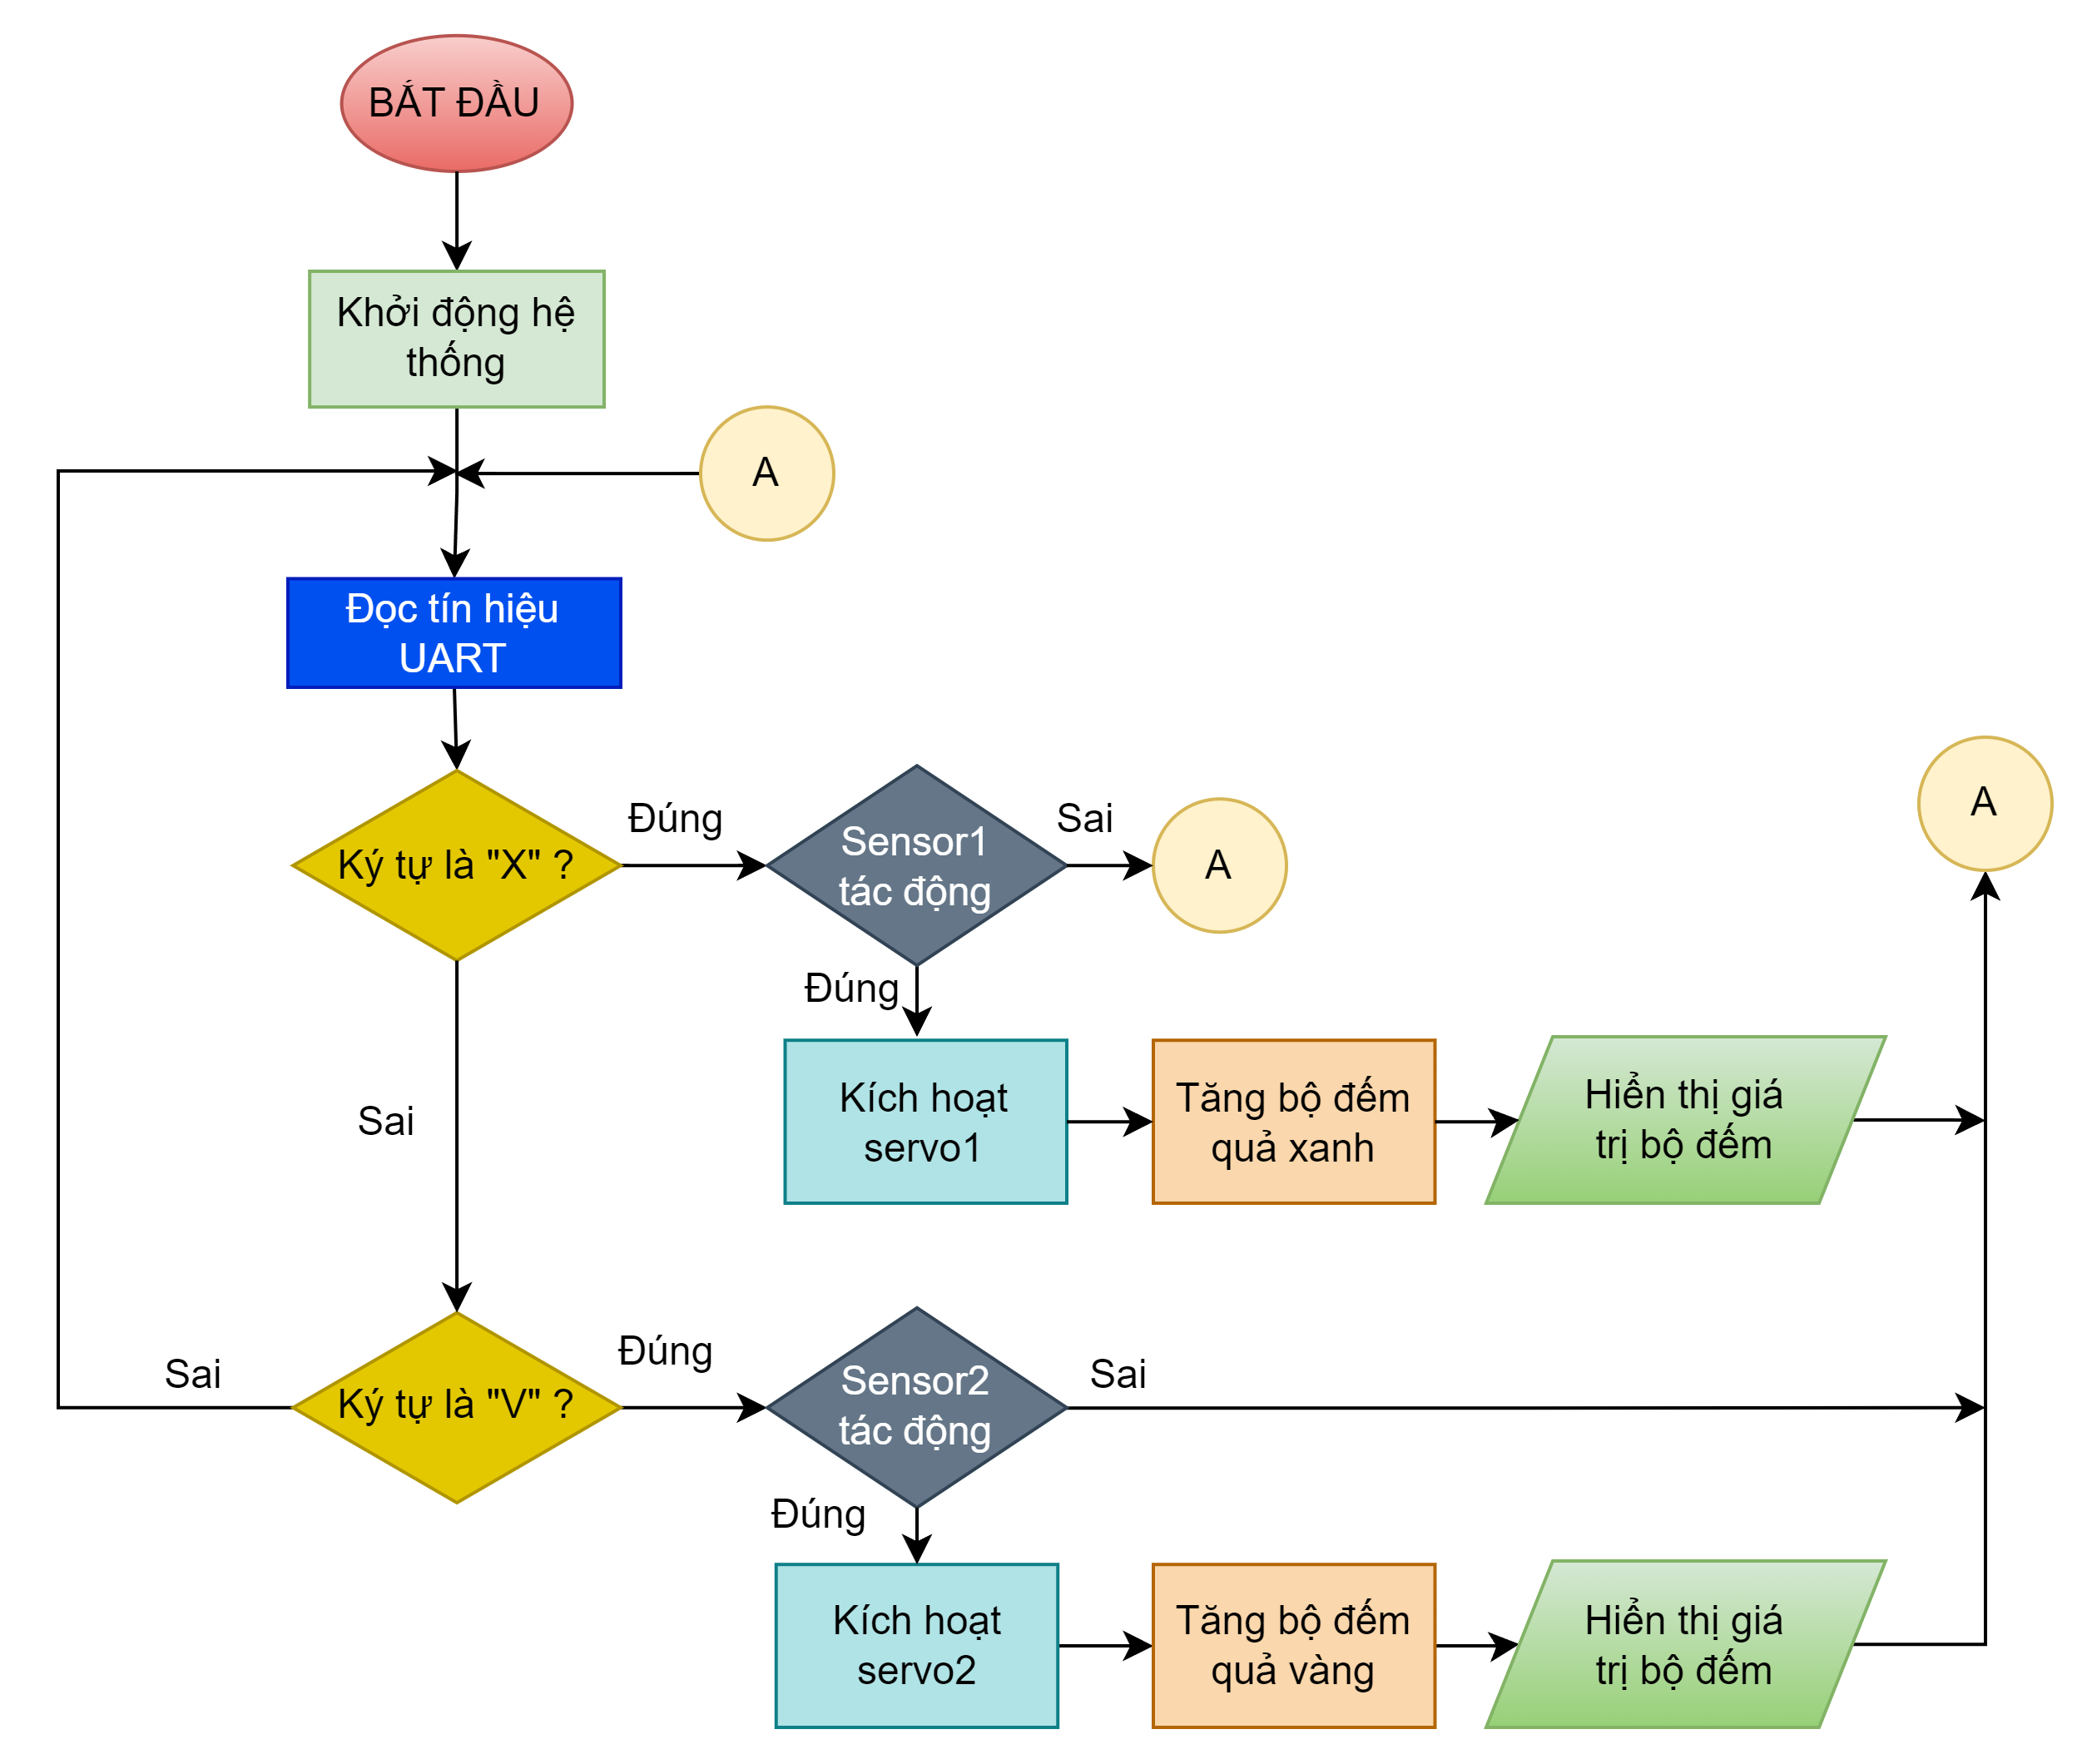 BẮT ĐẦU
Khởi động hệ
thống
A
Đọc tín hiệu
UART
Ký tự là "X" ?
Đúng
Sensor1
tác động
Sai
A
A
Đúng
Kích hoạt
servo1
Tăng bộ đếm
quả xanh
Hiển thị giá
trị bộ đếm
Sai
Sai
Ký tự là "V" ?
Đúng
Sensor2
tác động
Sai
Đúng
Kích hoạt
servo2
Tăng bộ đếm
quả vàng
Hiển thị giá
trị bộ đếm